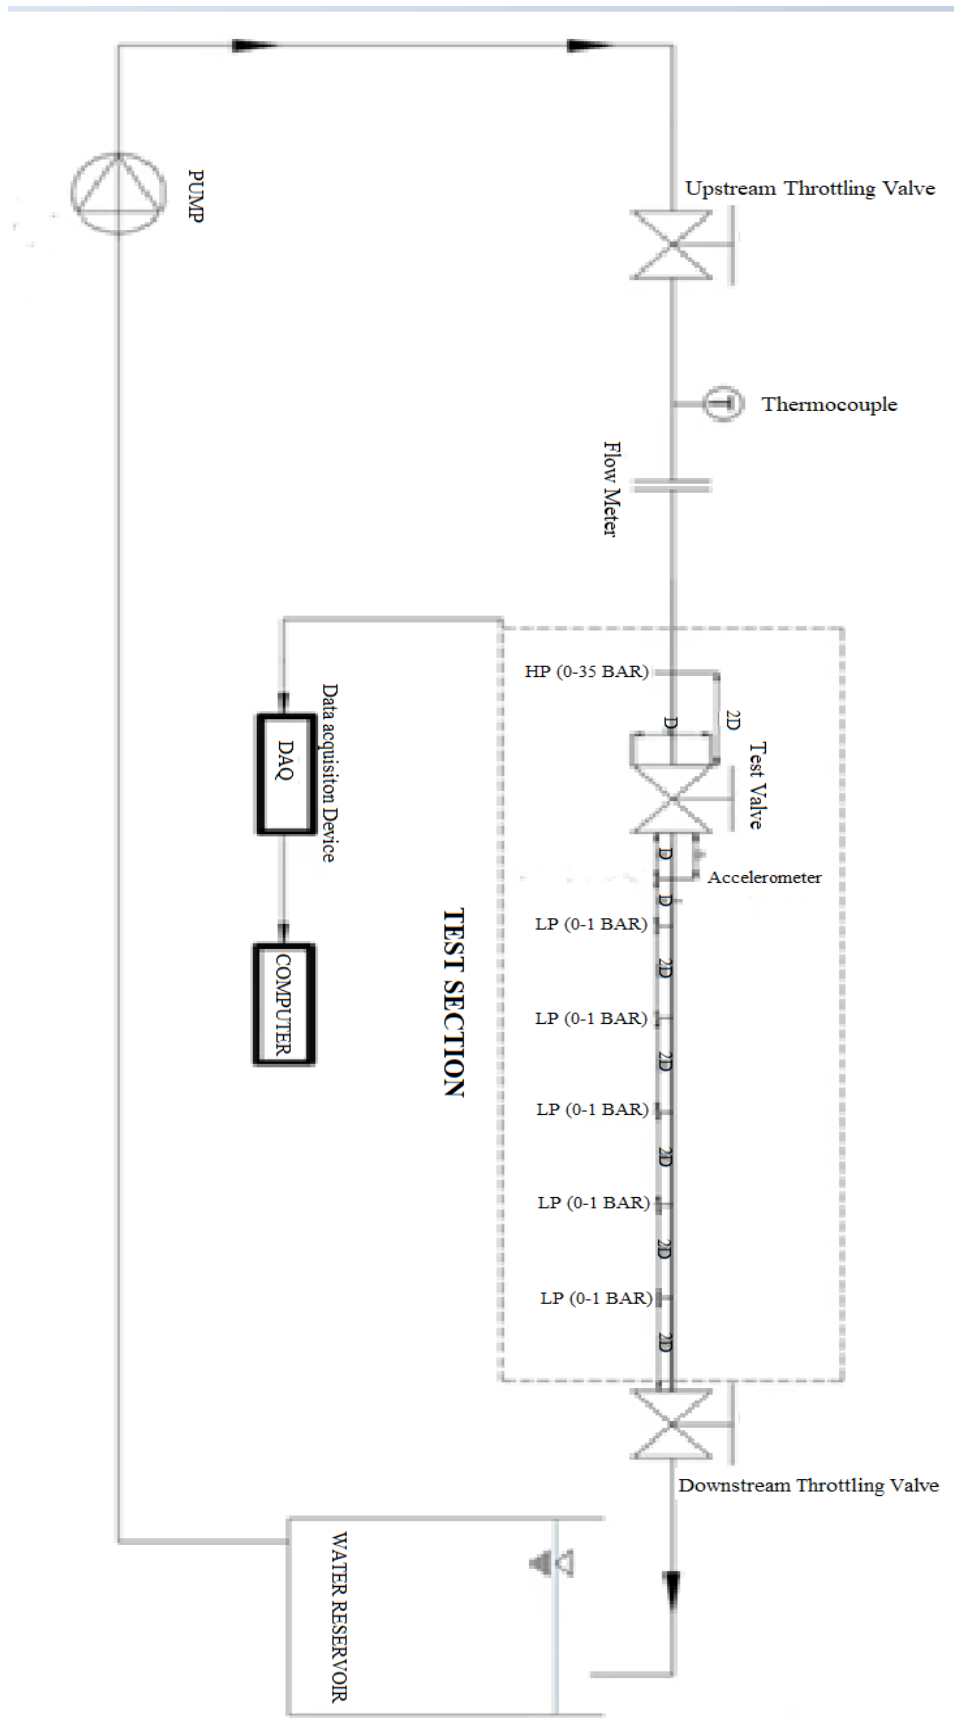 PUMP
Upstream Throttling Valve
Thermocouple
Flow Meter
HP (0-35 BAR)
2D
D
Test Valve
Data acquisiton Device
DAQ
D
Accelerometer
D
LP (0-1 BAR)
2D
COMPUTER
TEST SECTION
LP (0-1 BAR)
2D
LP (0-1 BAR)
2D
LP (0-1 BAR)
2D
LP (0-1 BAR)
2D
Downstream Throttling Valve
WATER RESERVOIR